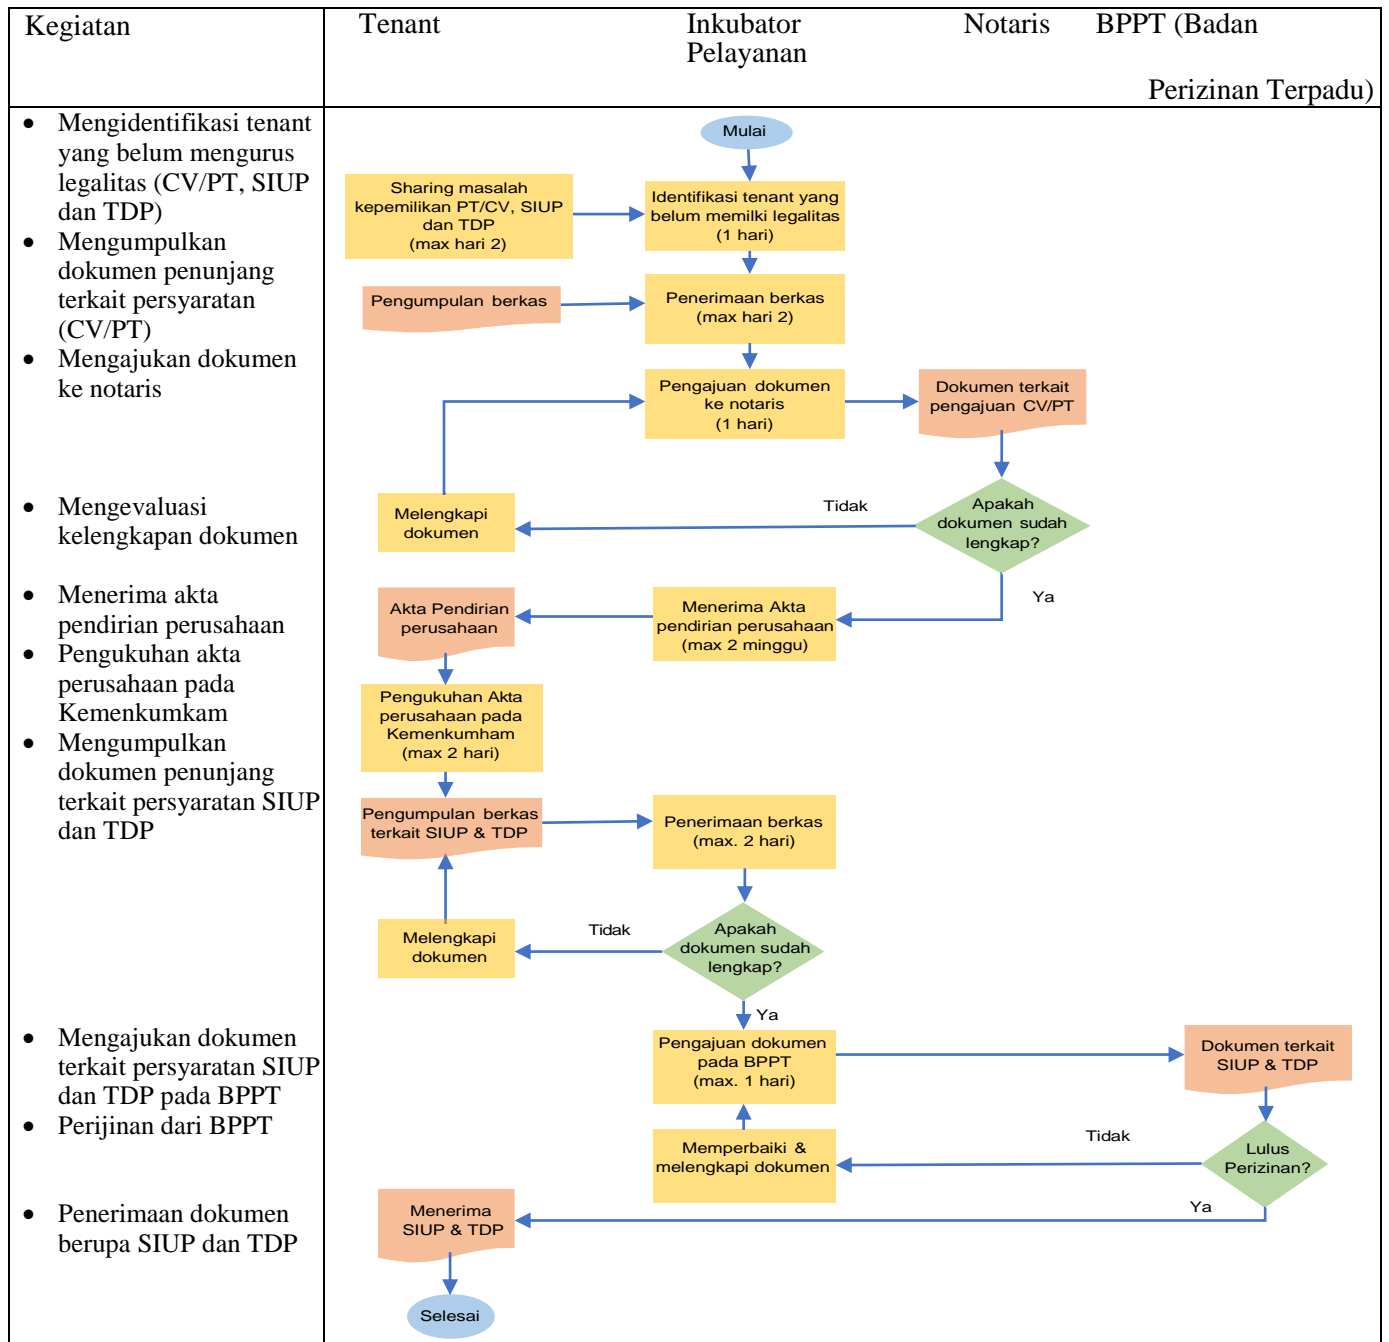 Kegiatan
Tenant
Inkubator
Pelayanan
Notaris
BPPT (Badan
Perizinan Terpadu)
• Mengidentifikasi tenant
yang belum mengurus
legalitas (CV/PT, SIUP
dan TDP)
• Mengumpulkan
dokumen penunjang
terkait persyaratan
(CV/PT)
• Mengajukan dokumen
ke notaris
• Mengevaluasi
kelengkapan dokumen
• Menerima akta
pendirian perusahaan
• Pengukuhan akta
perusahaan pada
Kemenkumkam
• Mengumpulkan
dokumen penunjang
terkait persyaratan SIUP
dan TDP
• Mengajukan dokumen
terkait persyaratan SIUP
dan TDP pada BPPT
• Perijinan dari BPPT
• Penerimaan dokumen
berupa SIUP dan TDP
Mulai
Sharing masalah
kepemilikan PT/CV, SIUP
dan TDP
(max hari 2)
Identifikasi tenant yang
belum memilki legalitas
(1 hari)
Pengumpulan berkas
Penerimaan berkas
(max hari 2)
Pengajuan dokumen
ke notaris
(1 hari)
Dokumen terkait
pengajuan CV/PT
Apakah
dokumen sudah
lengkap?
Tidak
Melengkapi
dokumen
Ya
Menerima Akta
pendirian perusahaan
(max 2 minggu)
Akta Pendirian
perusahaan
Pengukuhan Akta
perusahaan pada
Kemenkumham
(max 2 hari)
Pengumpulan berkas
terkait SIUP & TDP
Penerimaan berkas
(max. 2 hari)
Apakah
dokumen sudah
lengkap?
Tidak
Melengkapi
dokumen
Ya
Pengajuan dokumen
pada BPPT
(max. 1 hari)
Dokumen terkait
SIUP & TDP
Lulus
Perizinan?
Tidak
Memperbaiki &
melengkapi dokumen
Ya
Menerima
SIUP & TDP
Selesai